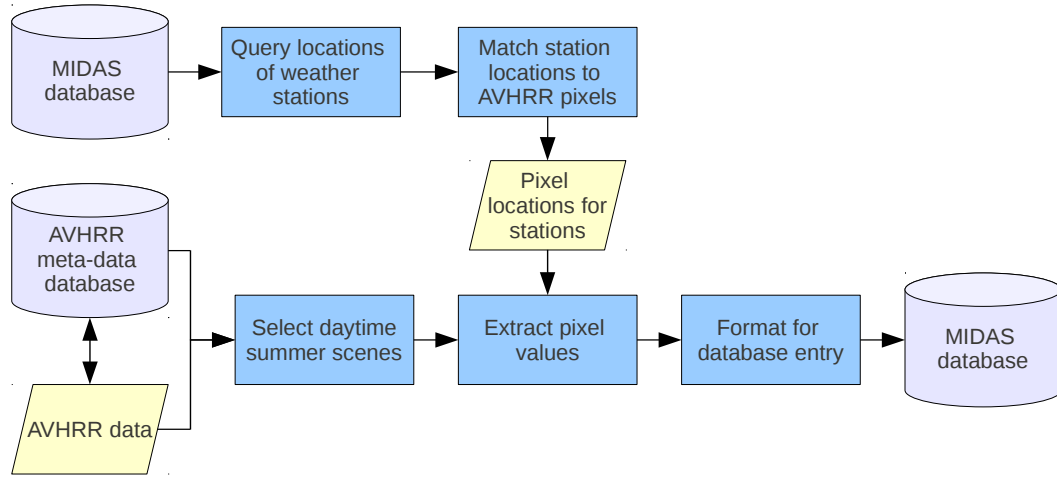 MIDAS
database
Query locations
of weather
stations
Match station
locations to
AVHRR pixels
Pixel
locations for
stations
AVHRR
meta-data
database
AVHRR data
Select daytime
summer scenes
Extract pixel
values
Format for
database entry
MIDAS
database